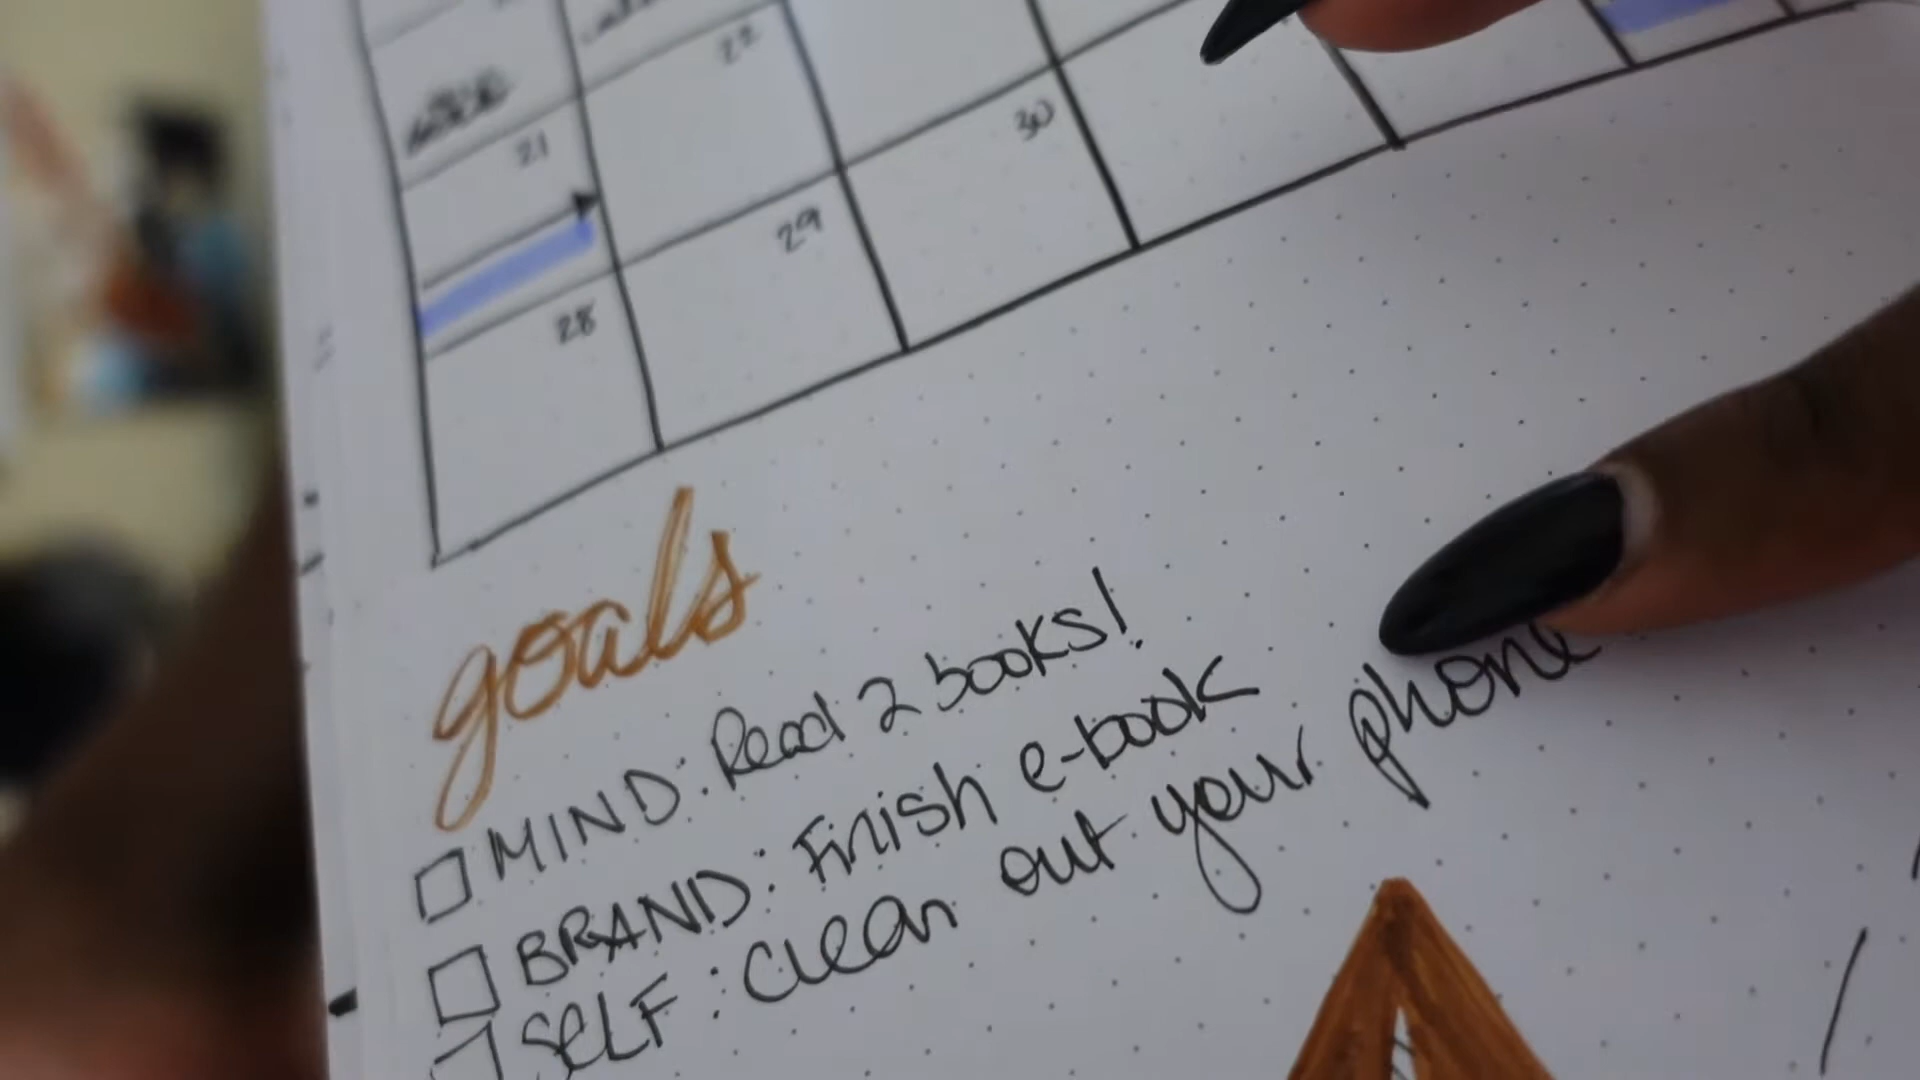 22
21
30
29
28
goals
MIND: Read 2 books!
BRAND: Finish e-book
SELF: Clean out your phone